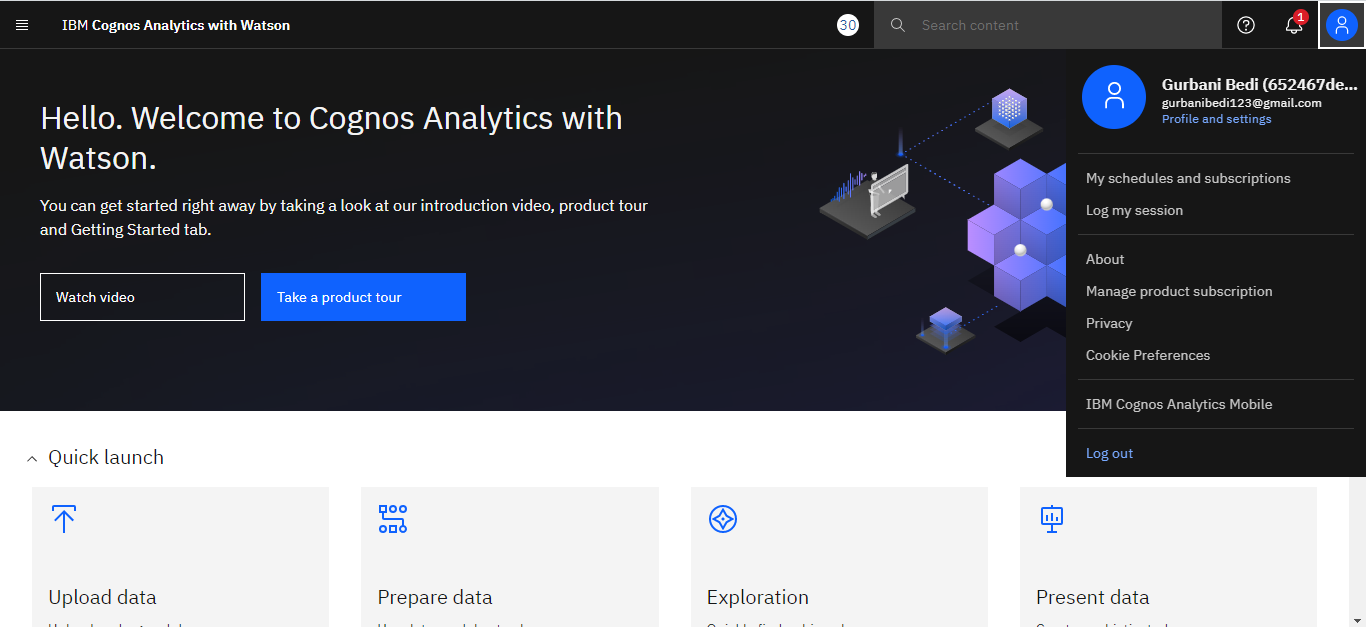 IBM Cognos Analytics with Watson
30
Search content
1
Hello. Welcome to Cognos Analytics with
Watson.
You can get started right away by taking a look at our introduction video, product tour
and Getting Started tab.
Watch video
Take a product tour
Gurbani Bedi (652467de...
gurbanibedi123@gmail.com
Profile and settings
My schedules and subscriptions
Log my session
About
Manage product subscription
Privacy
Cookie Preferences
IBM Cognos Analytics Mobile
Log out
Quick launch
Upload data
Prepare data
Exploration
Present data